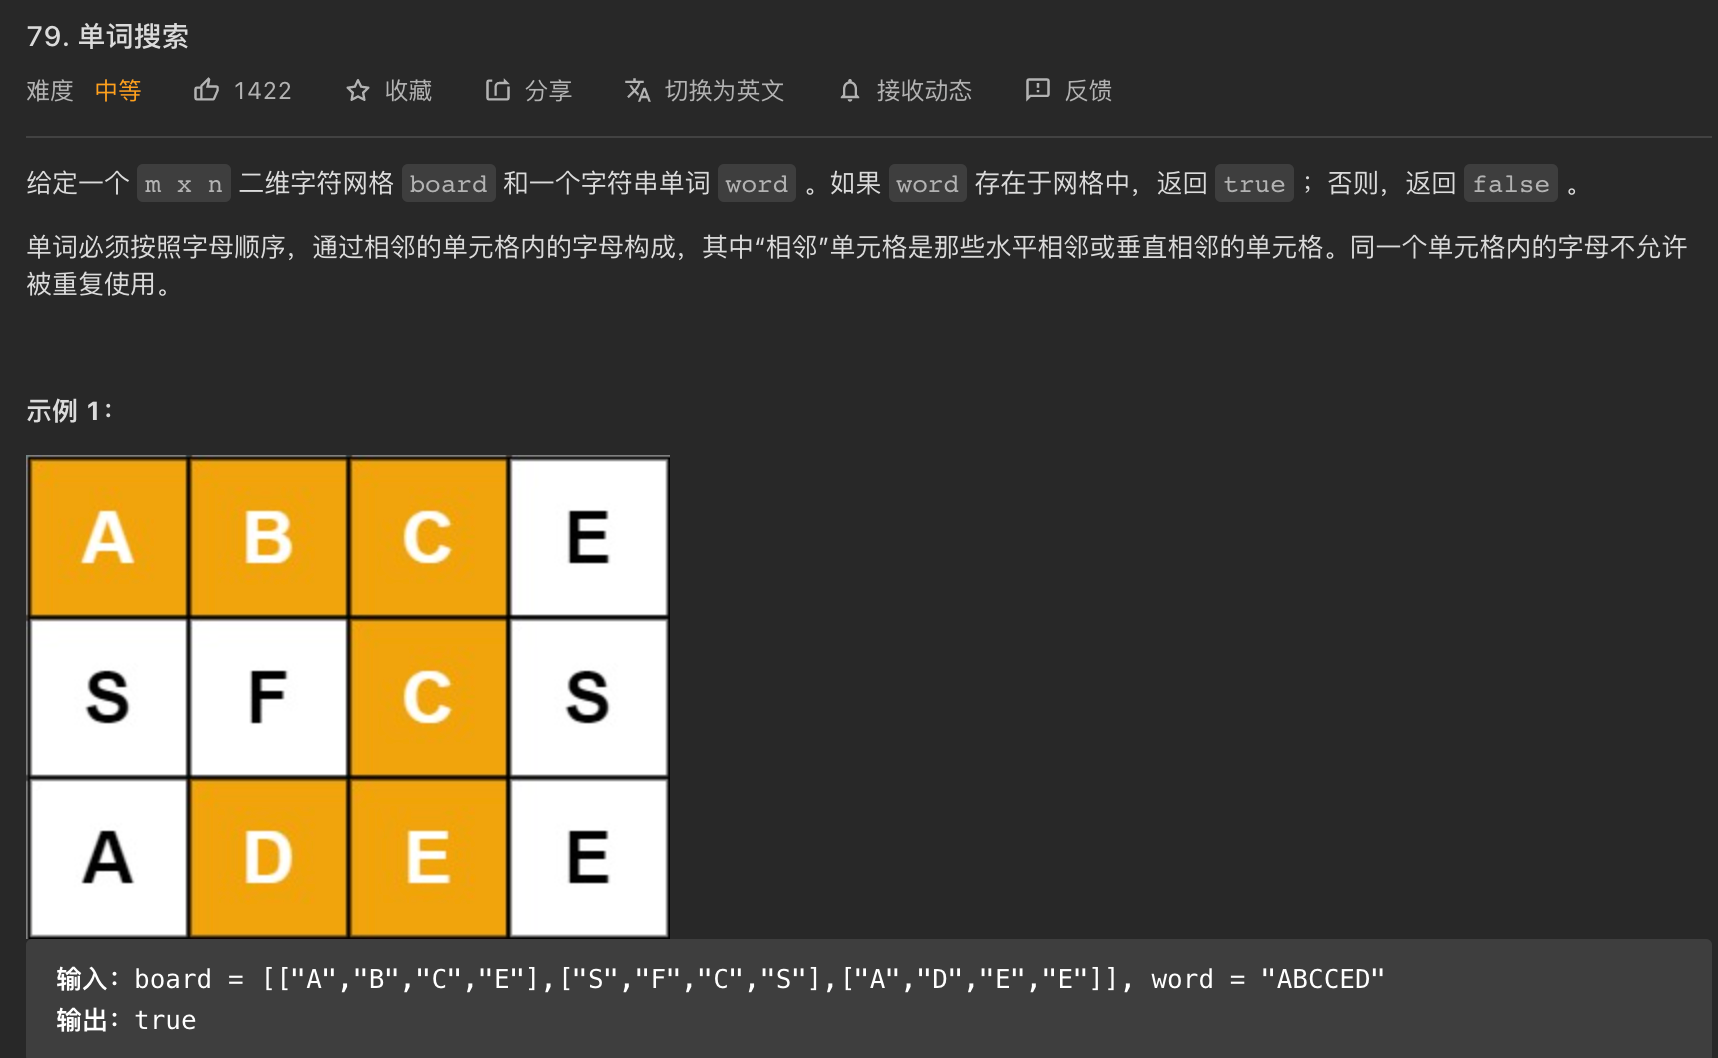 79. 单词搜索
难度 中等 1422 收藏 分享 切换为英文 接收动态 反馈
给定一个 m x n 二维字符网格 board 和一个字符串单词 word 。如果 word 存在于网格中，返回 true ；否则，返回 false 。
单词必须按照字母顺序，通过相邻的单元格内的字母构成，其中“相邻”单元格是那些水平相邻或垂直相邻的单元格。同一个单元格内的字母不允许
被重复使用。
示例 1：
A B C E
S F C S
A D E E
输入：board = [["A","B","C","E"],["S","F","C","S"],["A","D","E","E"]], word = "ABCCED"
输出：true